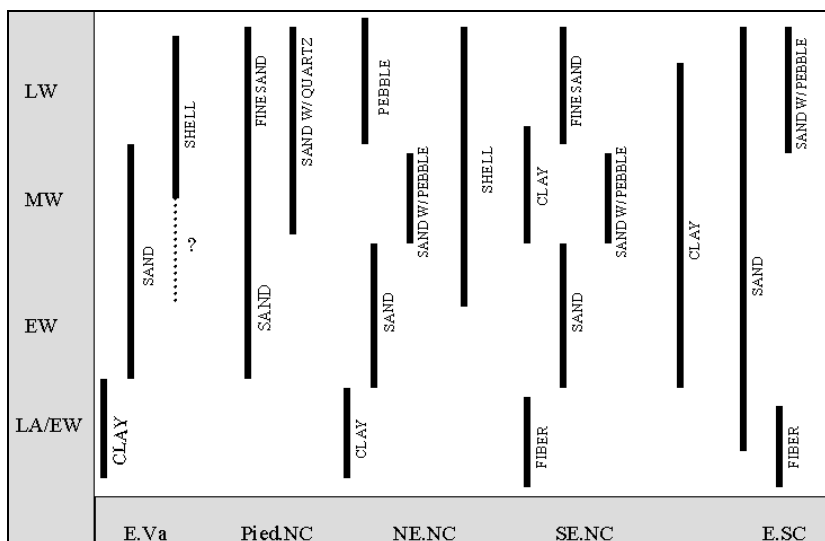 LW
MW
EW
LA/EW
CLAY
SAND
SHELL
?
FINE SAND
SAND
SAND W/ QUARTZ
CLAY
PEBBLE
SAND
SAND W/ PEBBLE
SHELL
FIBER
CLAY
FINE SAND
SAND
SAND W/ PEBBLE
CLAY
SAND
SAND W/ PEBBLE
FIBER
E.Va
Pied.NC
NE.NC
SE.NC
E.SC